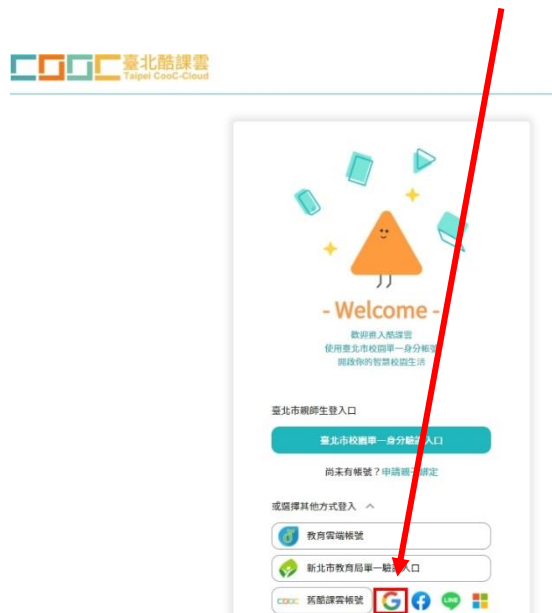 COOC 臺北酷課雲
Taipei CooC-Cloud
- Welcome -
歡迎進入酷課雲
使用臺北市校園單一身分帳號
開啟你的智慧校園生活
臺北市親師生登入口
臺北市校園單一身分驗證入口
尚未有帳號？申請親子綁定
或選擇其他方式登入
教育雲端帳號
新北市教育局單一驗證入口
COOC 舊酷課雲帳號 G f LINE